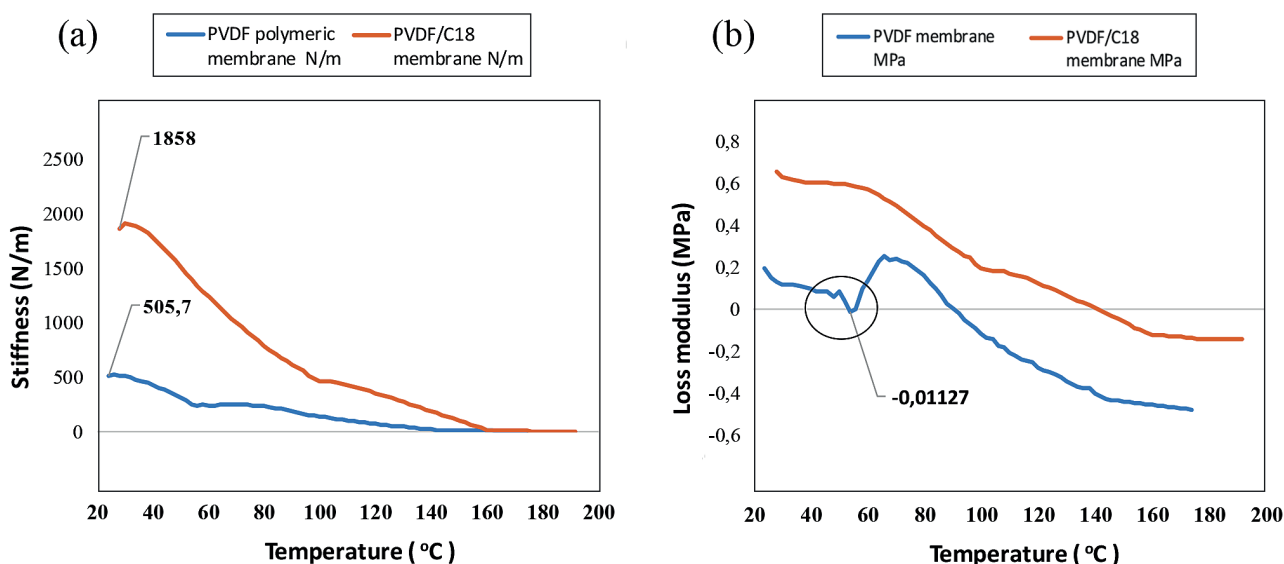 (a)
PVDF polymeric
membrane N/m
PVDF/C18
membrane N/m
Stiffness (N/m)
2500
2000
1500
1000
500
0
1858
505,7
20 40 60 80 100 120 140 160 180 200
Temperature ( ºC)
(b)
PVDF membrane
MPa
PVDF/C18
membrane MPa
Loss modulus (MPa)
0,8
0,6
0,4
0,2
0
-0,2
-0,4
-0,6
-0,01127
20 40 60 80 100 120 140 160 180 200
Temperature ( ºC)